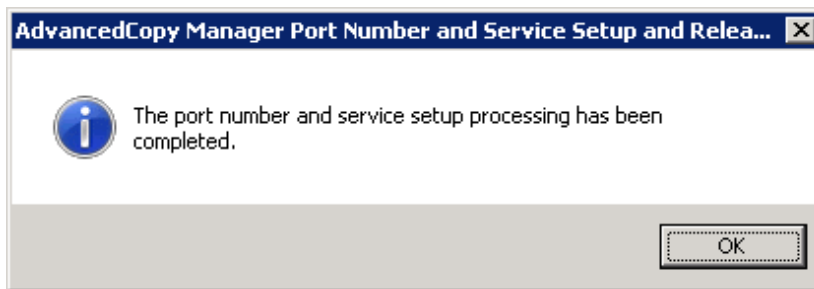 AdvancedCopy Manager Port Number and Service Setup and Relea...
The port number and service setup processing has been
completed.
OK